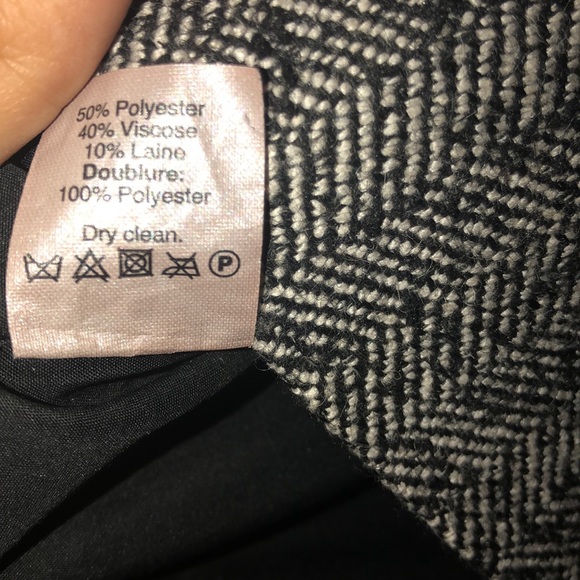 50% Polyester
40% Viscose
10% Laine
Doublure:
100% Polyester
Dry clean.
P